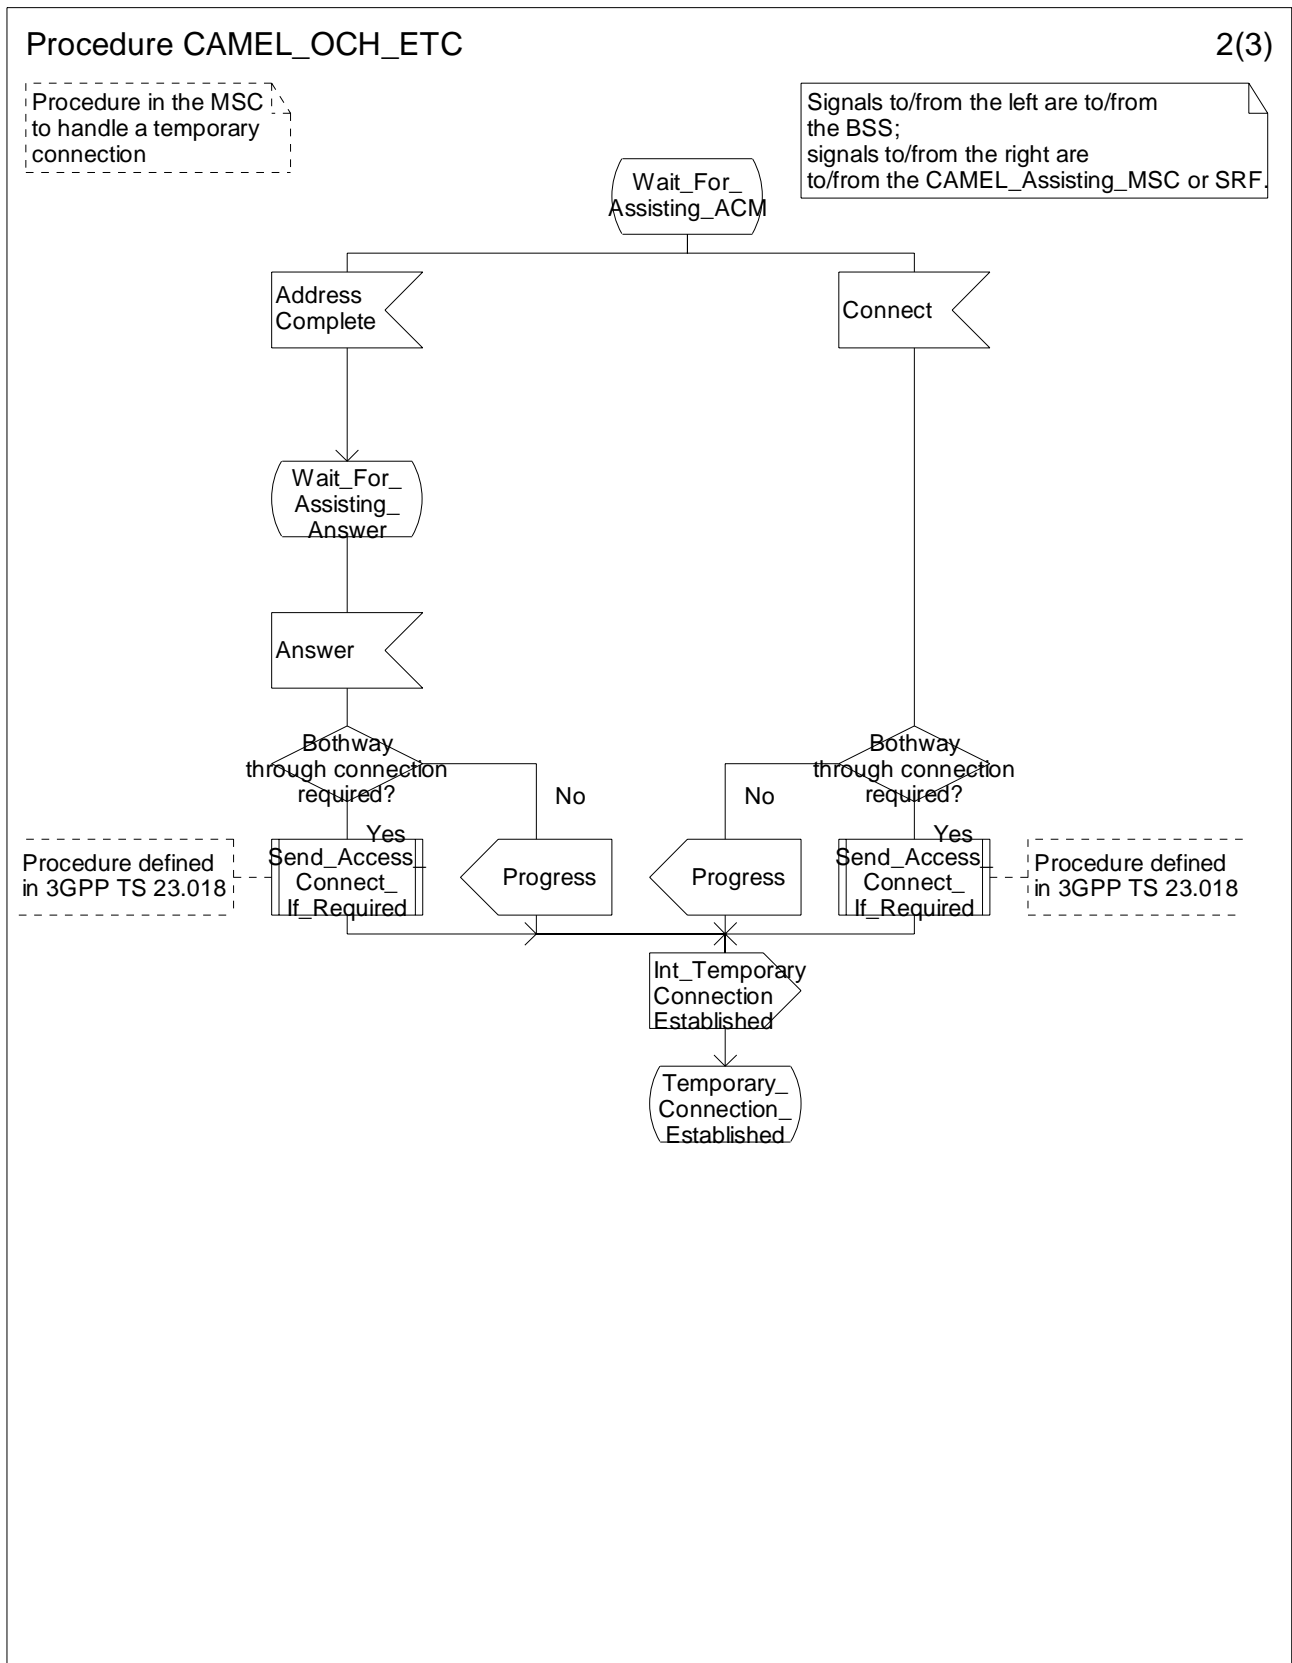 Procedure CAMEL_OCH_ETC
2(3)
Procedure in the MSC
to handle a temporary
connection
Signals to/from the left are to/from
the BSS;
signals to/from the right are
to/from the CAMEL_Assisting_MSC or SRF.
Wait_For_
Assisting_ACM
Address
Complete
Connect
Wait_For_
Assisting_
Answer
Answer
Bothway
through connection
required?
No
Yes
Bothway
through connection
required?
No
Yes
Procedure defined
in 3GPP TS 23.018
Send_Access_
Connect_
If_Required
Progress
Progress
Send_Access_
Connect_
If_Required
Procedure defined
in 3GPP TS 23.018
Int_Temporary
Connection
Established
Temporary_
Connection_
Established